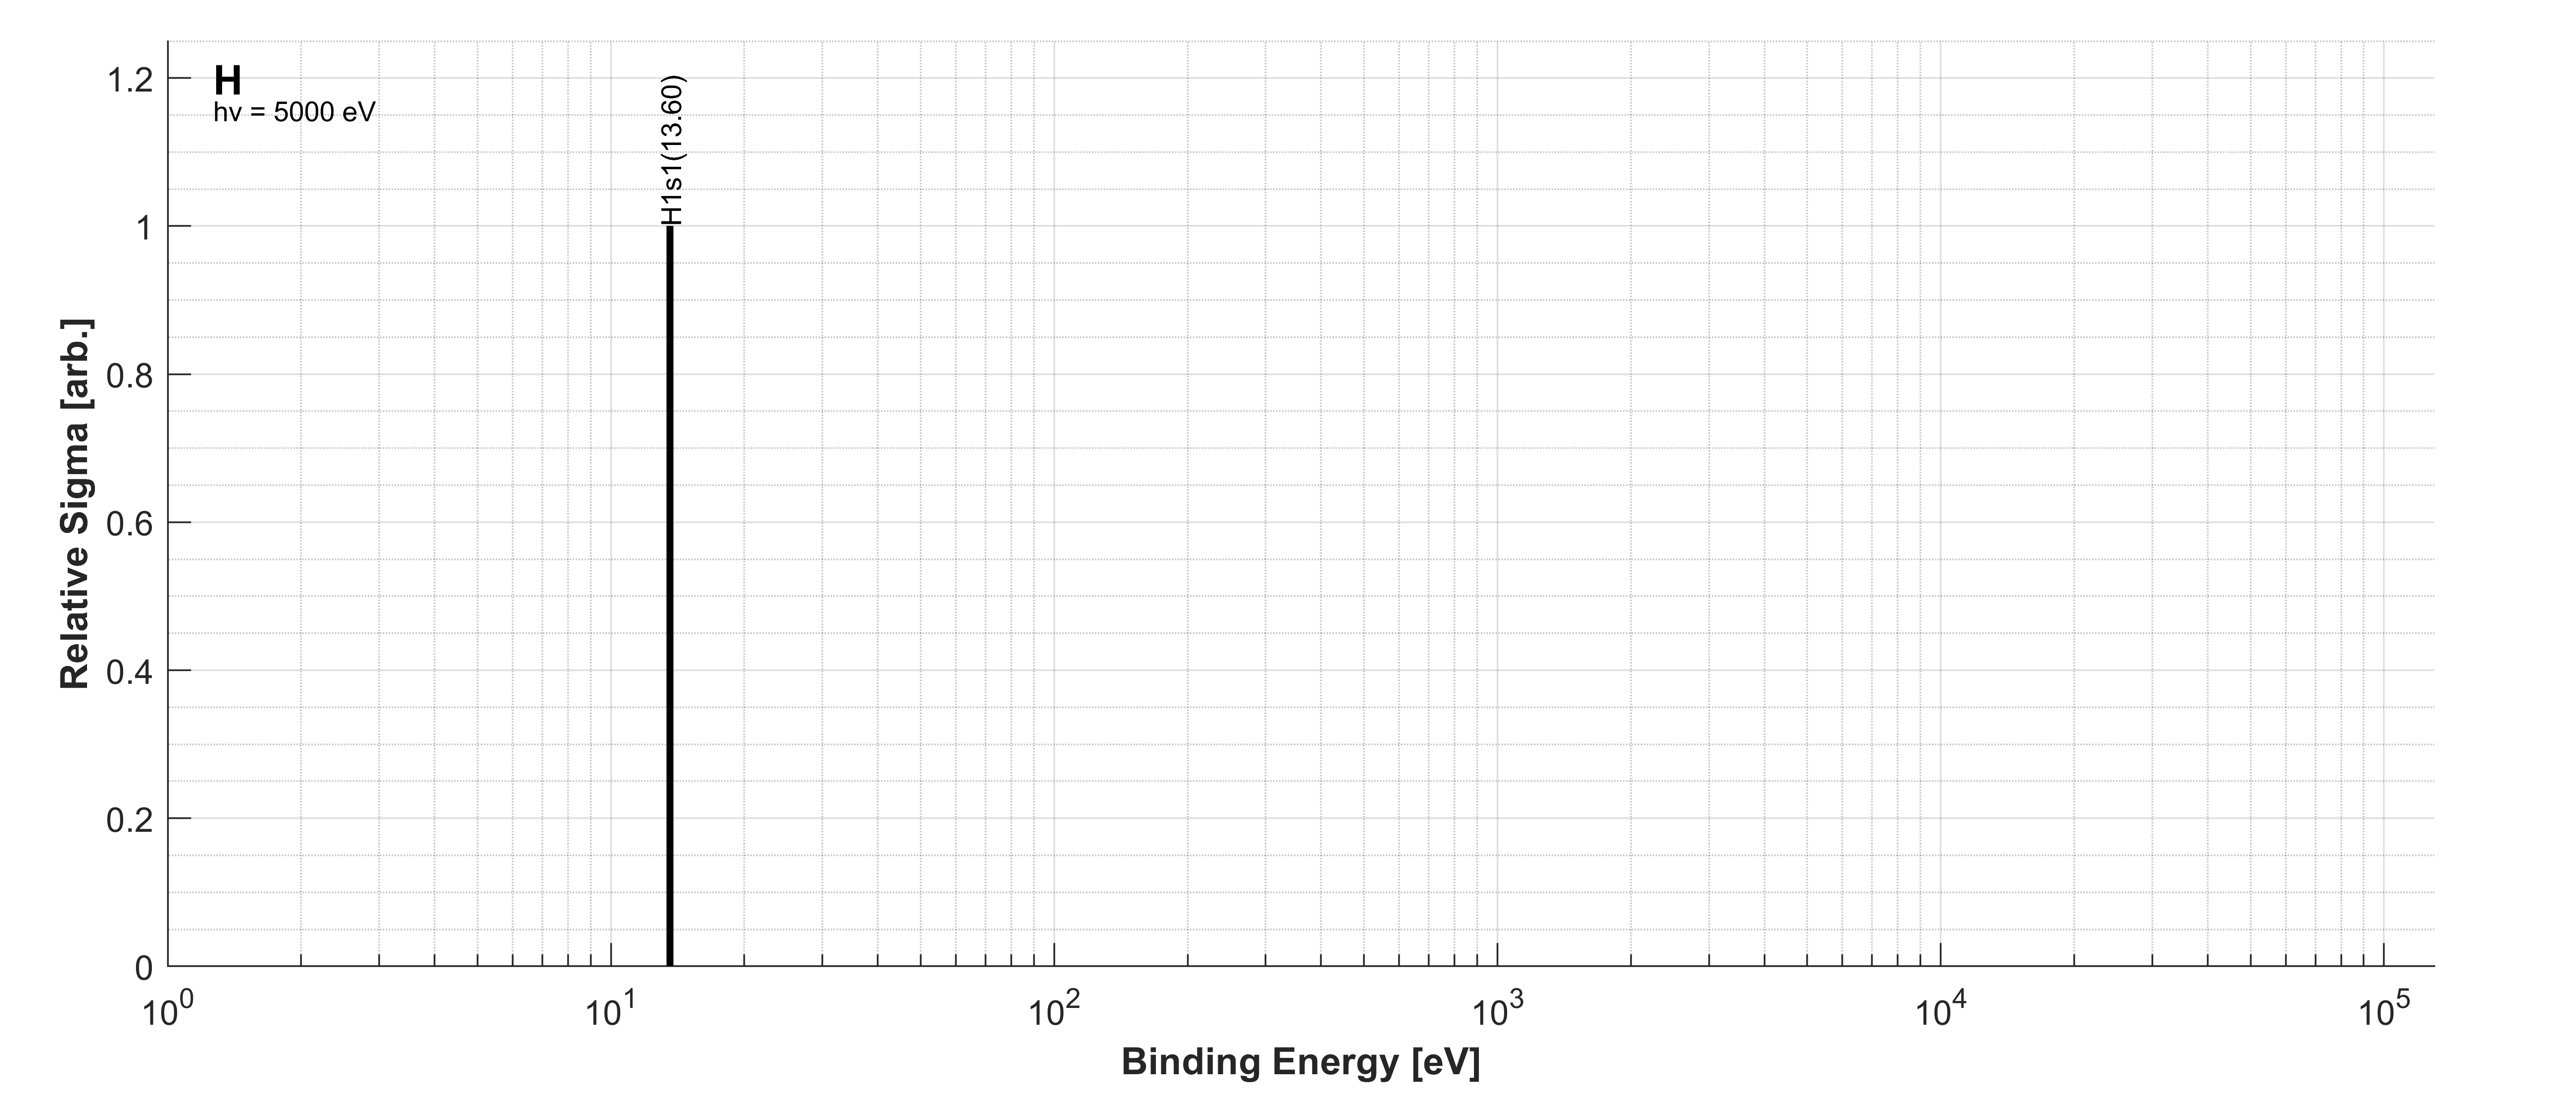 H
hv = 5000 eV
H1s1(13.60)
Relative Sigma [arb.]
1.2
1
0.8
0.6
0.4
0.2
0
10^0
10^1
10^2
10^3
10^4
10^5
Binding Energy [eV]